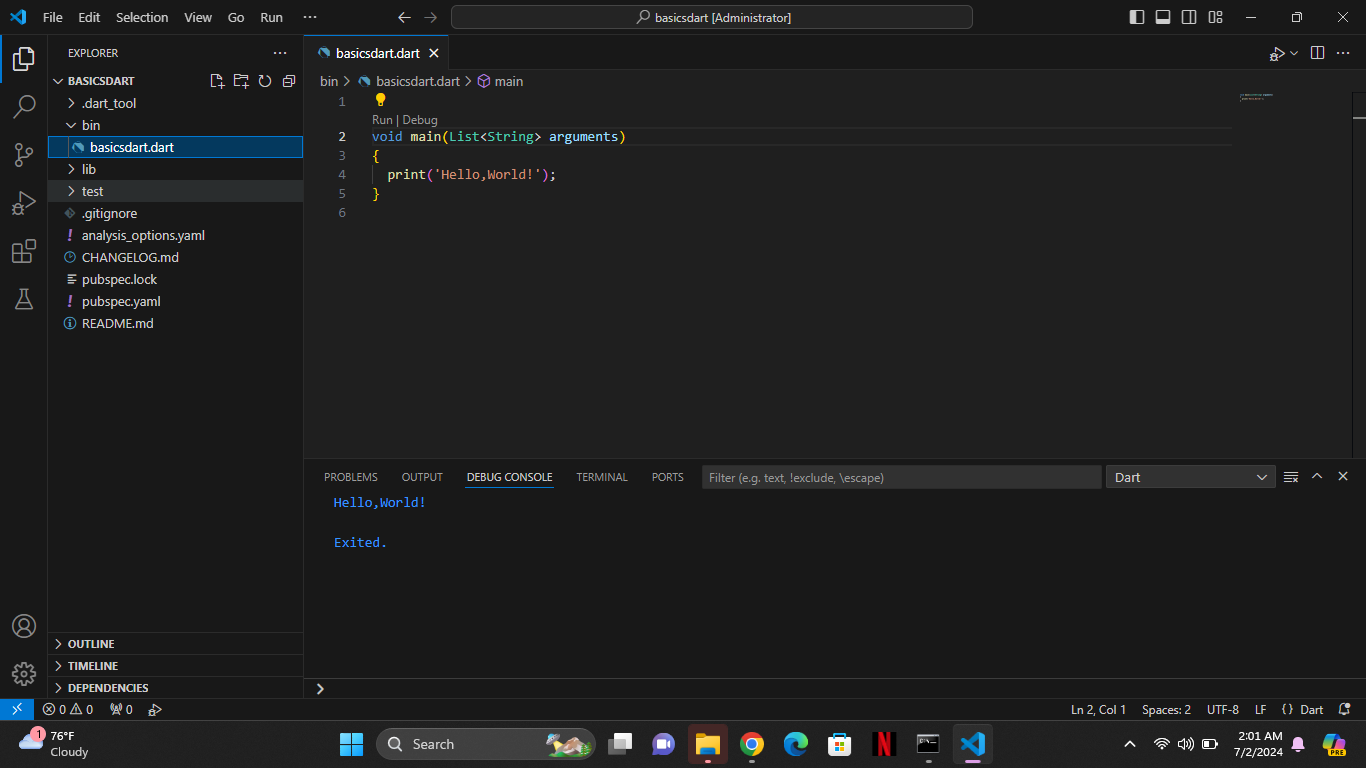 File Edit Selection View Go Run ···
basicsdart [Administrator]
EXPLORER
BASICSDART
.dart_tool
bin
basicsdart.dart
lib
test
.gitignore
analysis_options.yaml
CHANGELOG.md
pubspec.lock
pubspec.yaml
README.md
OUTLINE
TIMELINE
DEPENDENCIES
basicsdart.dart
bin > basicsdart.dart > main
1
Run | Debug
2 void main(List<String> arguments)
3 {
4 print('Hello,World!');
5 }
6
PROBLEMS OUTPUT DEBUG CONSOLE TERMINAL PORTS Filter (e.g. text, !exclude, \escape) Dart
Hello,World!
Exited.
0 0 0 Ln 2, Col 1 Spaces: 2 UTF-8 LF {} Dart
1 76°F
Cloudy
Search
PRE
2:01 AM
7/2/2024